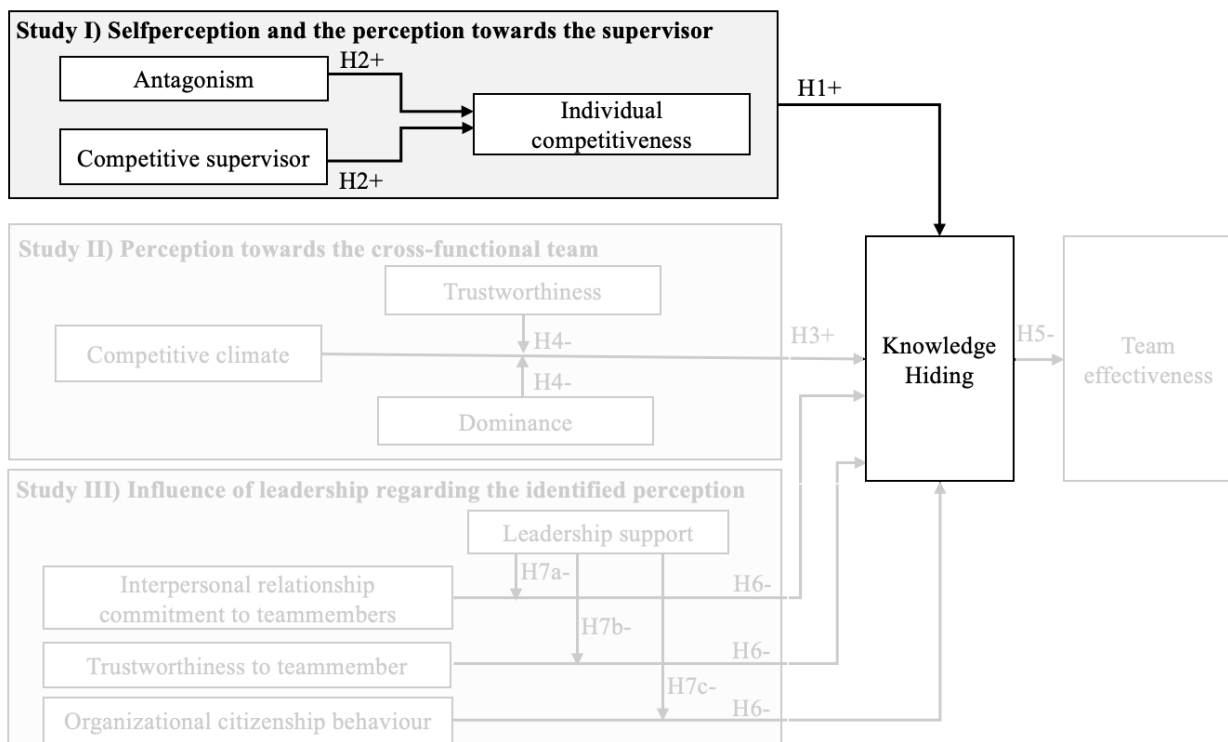 Study I) Selfperception and the perception towards the supervisor
H2+
Antagonism
Individual
competitiveness
Competitive supervisor
H2+
H1+
Study II) Perception towards the cross-functional team
Trustworthiness
H4-
Competitive climate
H3+
H4-
Dominance
Knowledge
Hiding
H5-
Team
effectiveness
Study III) Influence of leadership regarding the identified perception
Leadership support
H7a-
Interpersonal relationship
commitment to teammembers
H6-
H7b-
Trustworthiness to teammember
H6-
H7c-
Organizational citizenship behaviour
H6-